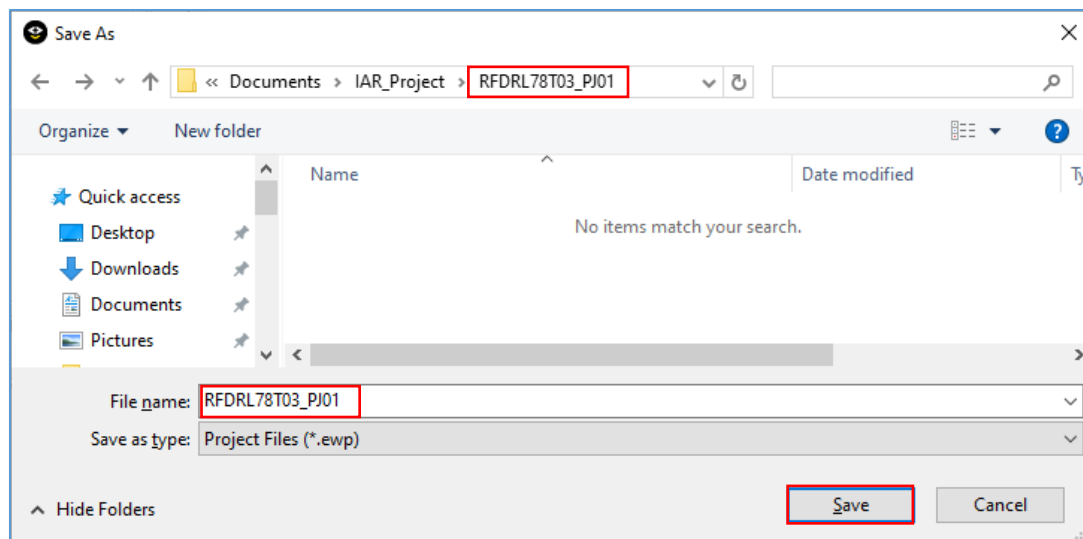 Save As
« Documents > IAR_Project > RFDRL78T03_PJ01
Organize New folder
Name Date modified Ty
Quick access
No items match your search.
Desktop
Downloads
Documents
Pictures
File name: RFDRL78T03_PJ01
Save as type: Project Files (*.ewp)
Hide Folders Save Cancel